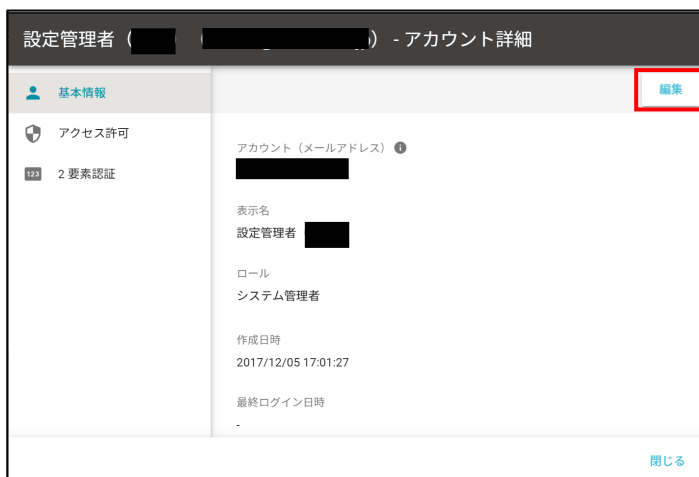 設定管理者（ （ ） - アカウント詳細
基本情報
編集
アクセス許可
123 2 要素認証
アカウント（メールアドレス） i
表示名
設定管理者
ロール
システム管理者
作成日時
2017/12/05 17:01:27
最終ログイン日時
-
閉じる